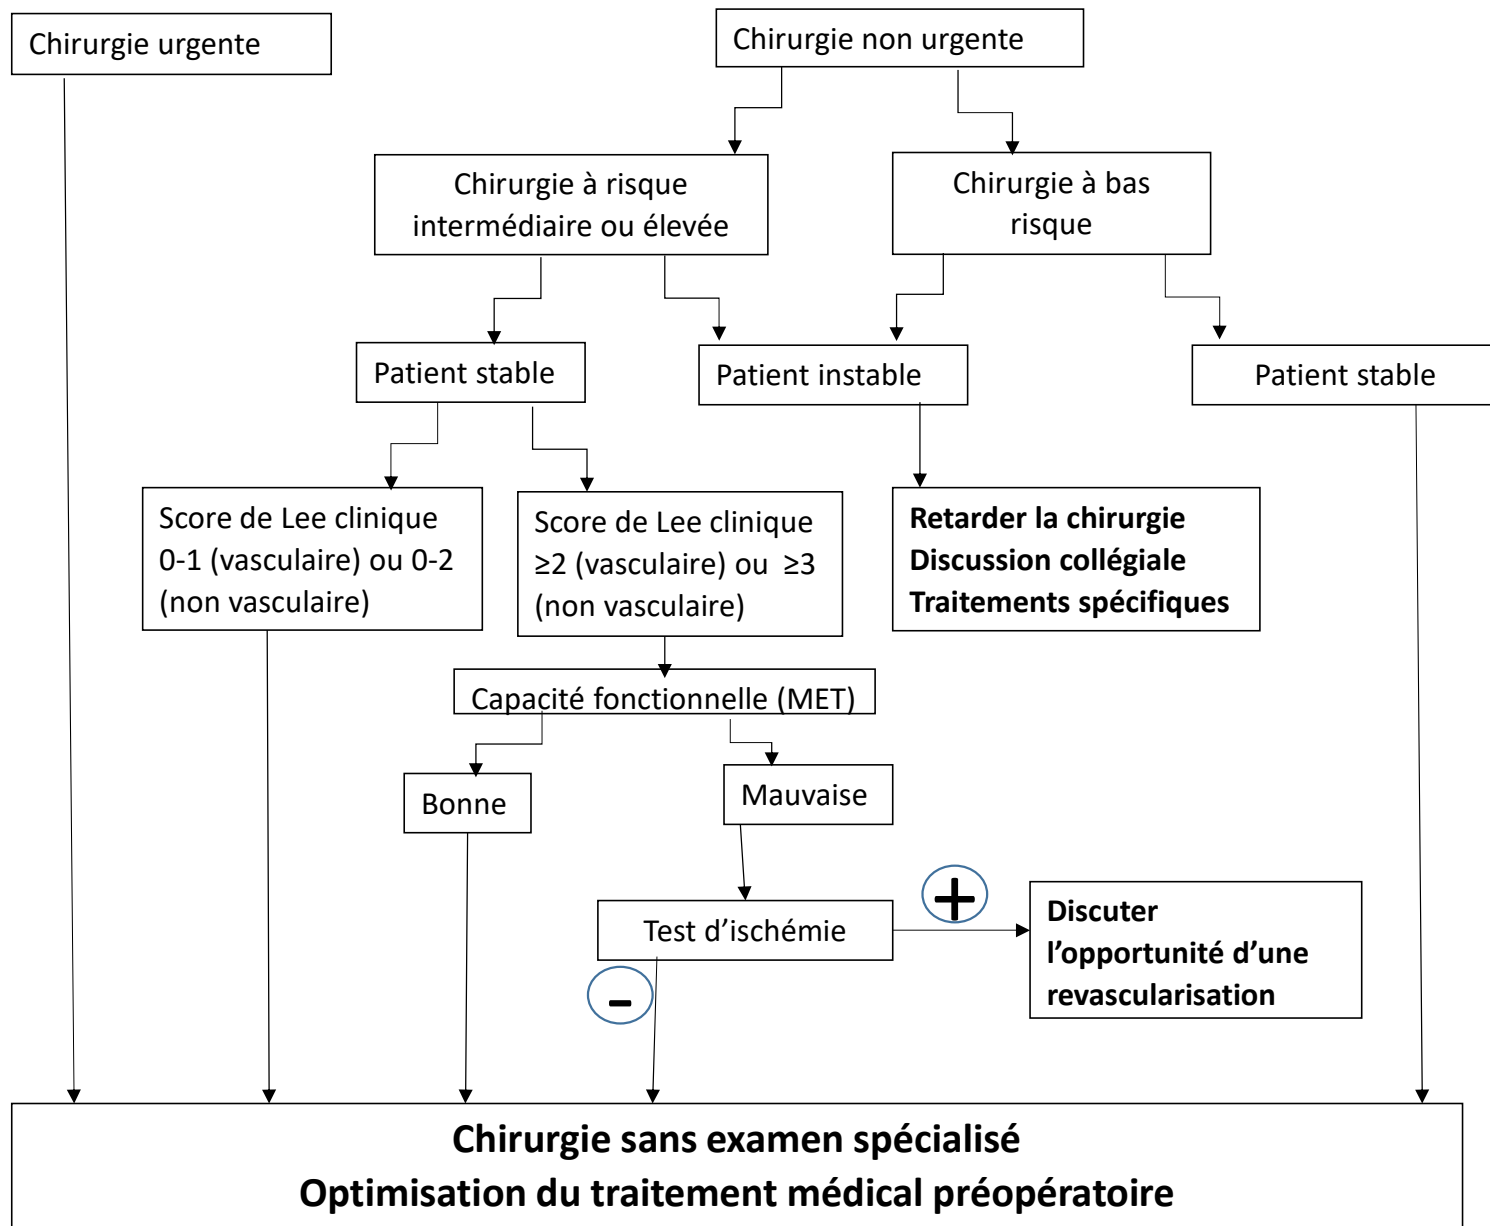 Chirurgie urgente
Chirurgie non urgente
Chirurgie à risque
intermédiaire ou élevée
Chirurgie à bas
risque
Patient stable
Patient instable
Patient stable
Score de Lee clinique
0-1 (vasculaire) ou 0-2
(non vasculaire)
Score de Lee clinique
≥2 (vasculaire) ou ≥3
(non vasculaire)
Retarder la chirurgie
Discussion collégiale
Traitements spécifiques
Capacité fonctionnelle (MET)
Bonne
Mauvaise
Test d’ischémie
+
-
Discuter
l’opportunité d’une
revascularisation
Chirurgie sans examen spécialisé
Optimisation du traitement médical préopératoire